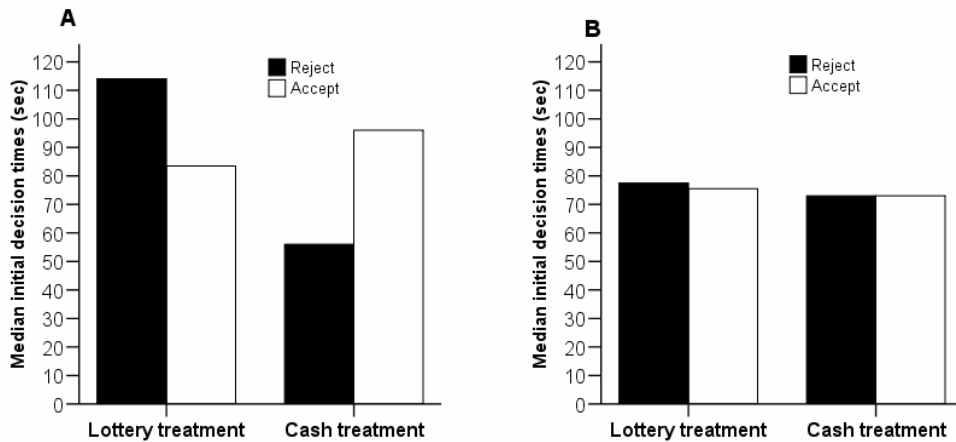 A
Median initial decision times (sec)
120
110
100
90
80
70
60
50
40
30
20
10
0
Reject
Accept
Lottery treatment
Cash treatment
B
Median initial decision times (sec)
120
110
100
90
80
70
60
50
40
30
20
10
0
Reject
Accept
Lottery treatment
Cash treatment